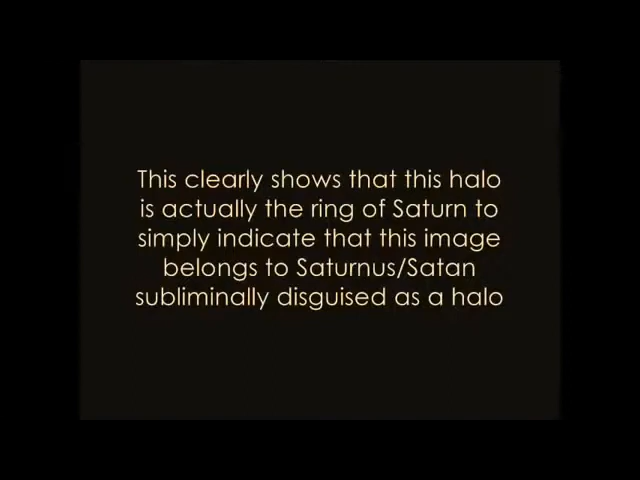 This clearly shows that this halo
is actually the ring of Saturn to
simply indicate that this image
belongs to Saturnus/Satan
subliminally disguised as a halo